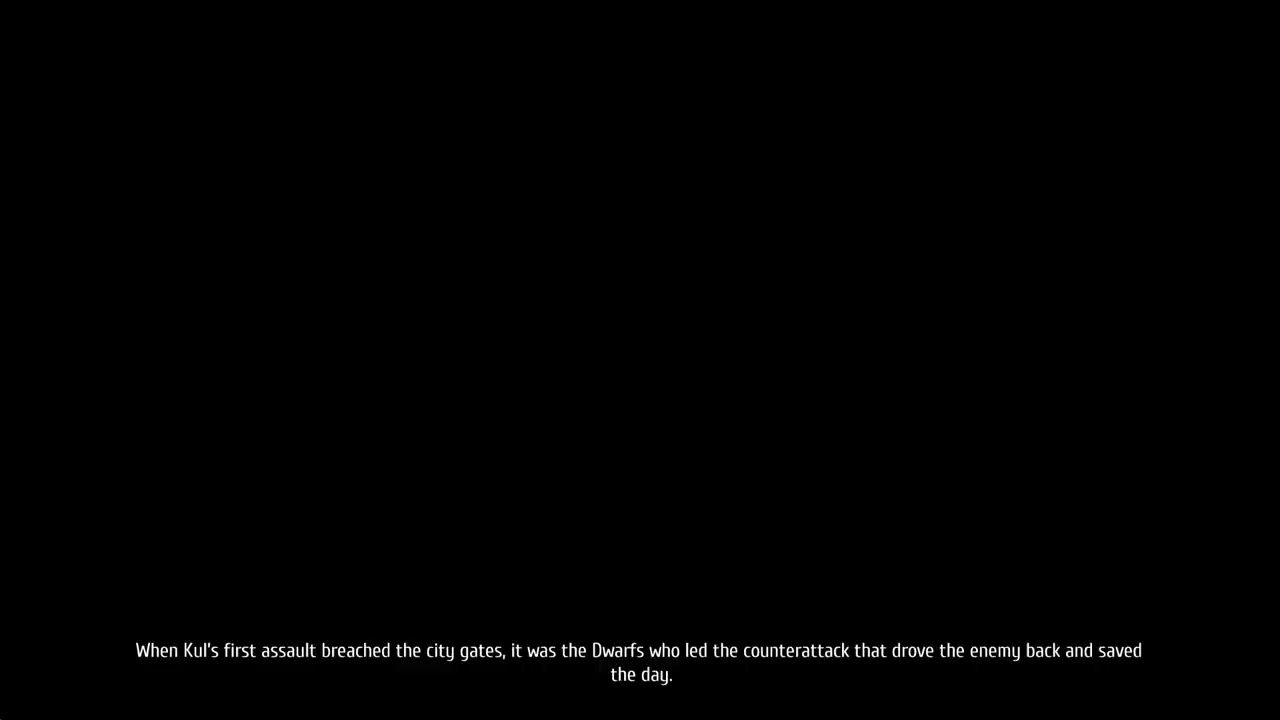 When Kul's first assault breached the city gates, it was the Dwarfs who led the counterattack that drove the enemy back and saved
the day.